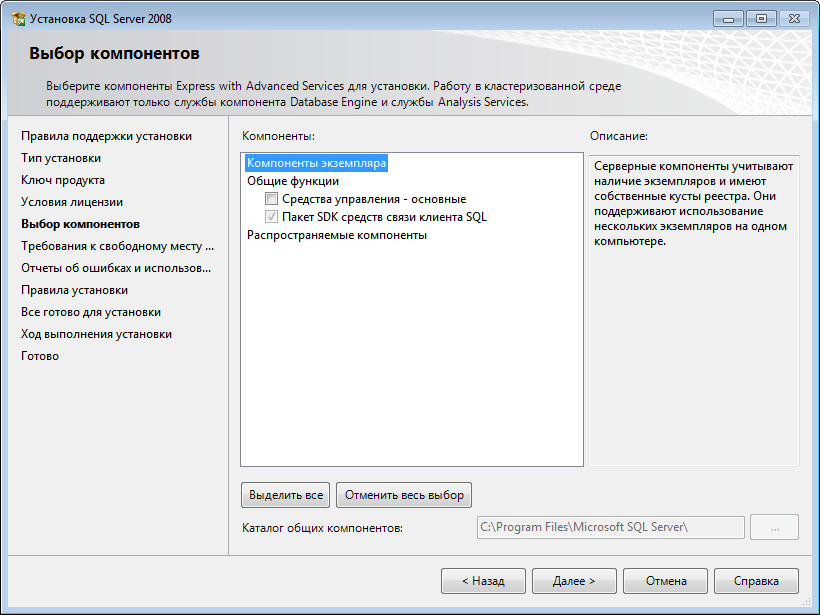 Установка SQL Server 2008
Выбор компонентов
Выберите компоненты Express with Advanced Services для установки. Работу в кластеризованной среде
поддерживают только службы компонента Database Engine и службы Analysis Services.
Правила поддержки установки
Тип установки
Ключ продукта
Условия лицензии
Выбор компонентов
Требования к свободному месту ...
Отчеты об ошибках и использов...
Правила установки
Все готово для установки
Ход выполнения установки
Готово
Компоненты:
Компоненты экземпляра
Общие функции
Средства управления - основные
Пакет SDK средств связи клиента SQL
Распространяемые компоненты
Описание:
Серверные компоненты учитывают
наличие экземпляров и имеют
собственные кусты реестра. Они
поддерживают использование
нескольких экземпляров на одном
компьютере.
Выделить все
Отменить весь выбор
Каталог общих компонентов:
C:\Program Files\Microsoft SQL Server\
...
< Назад
Далее >
Отмена
Справка